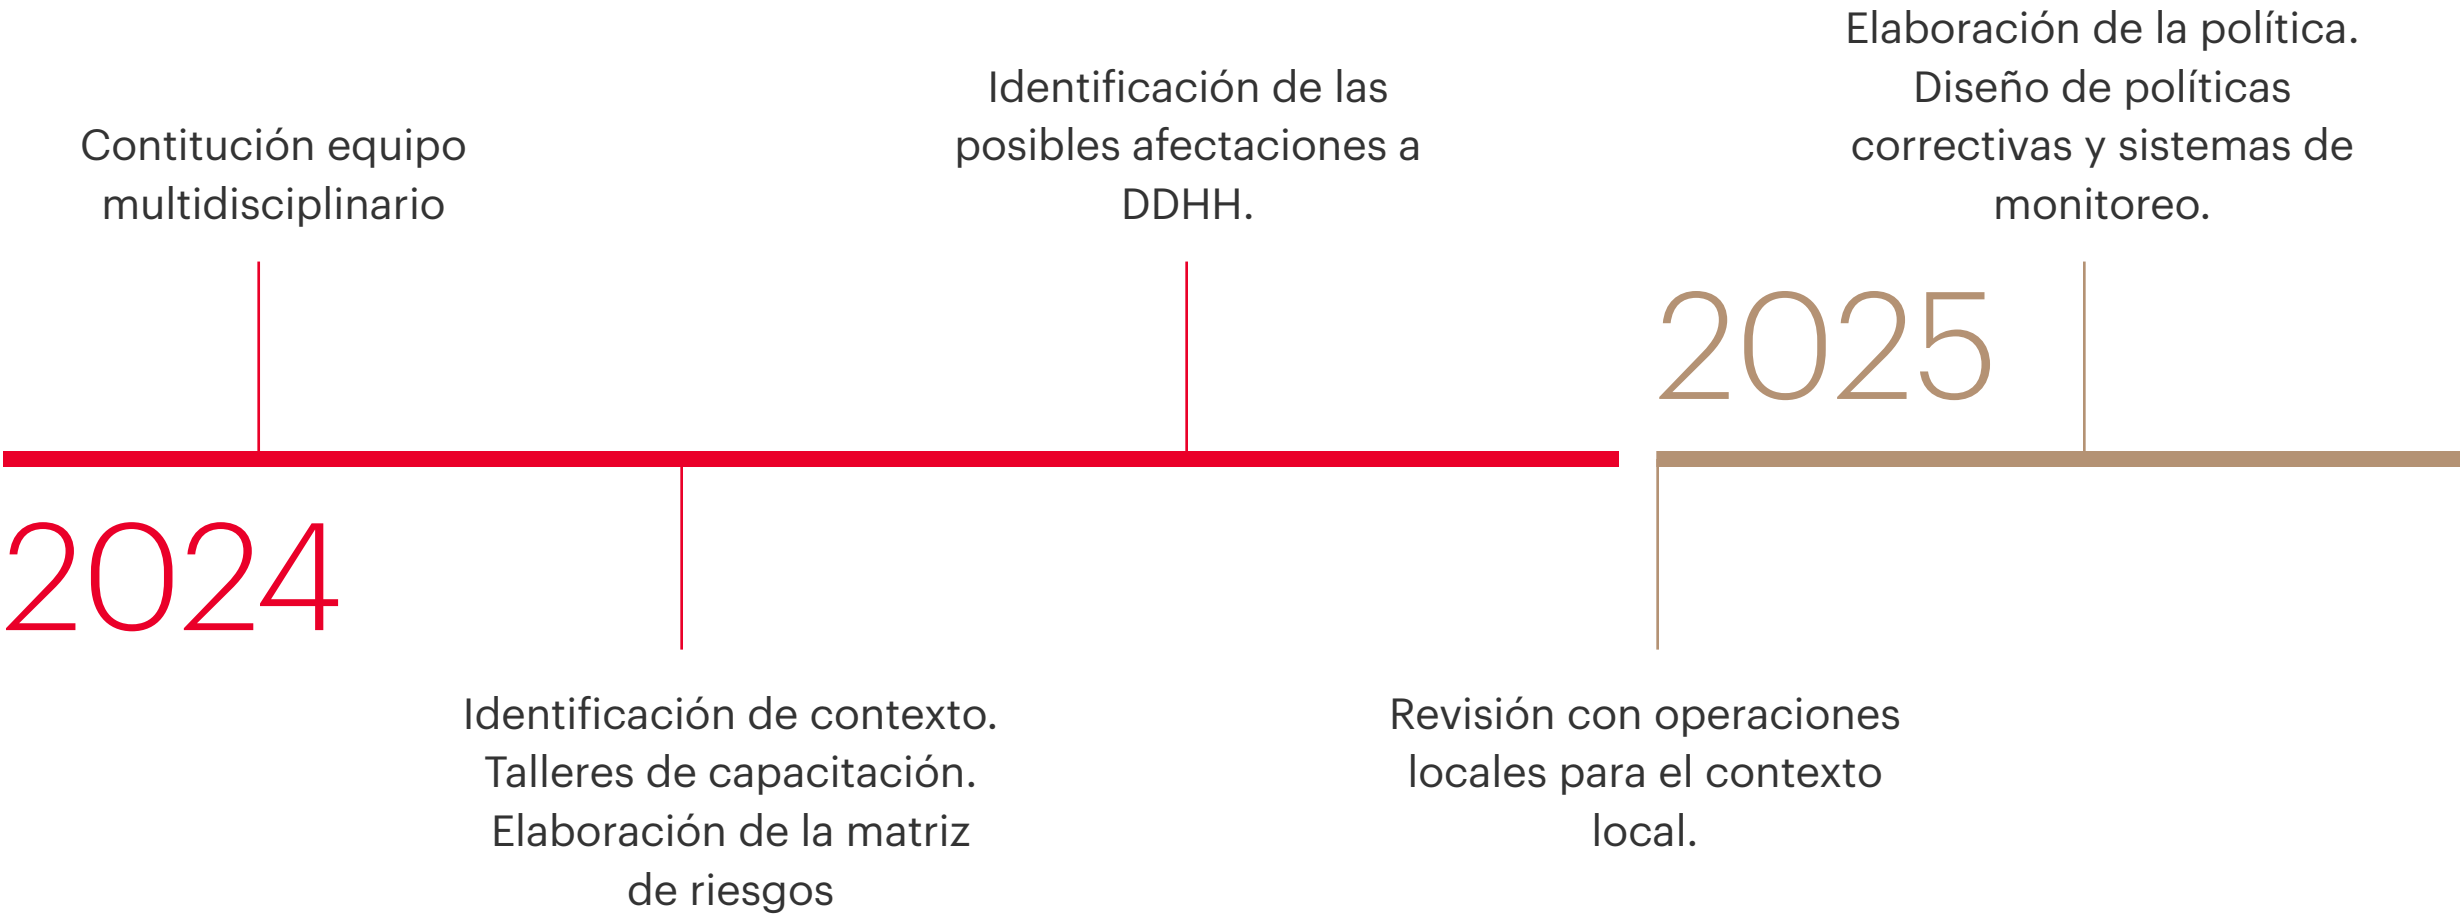 Contitución equipo
multidisciplinario
Identificación de las
posibles afectaciones a
DDHH.
Elaboración de la política.
Diseño de políticas
correctivas y sistemas de
monitoreo.
2025
2024
Identificación de contexto.
Talleres de capacitación.
Elaboración de la matriz
de riesgos
Revisión con operaciones
locales para el contexto
local.